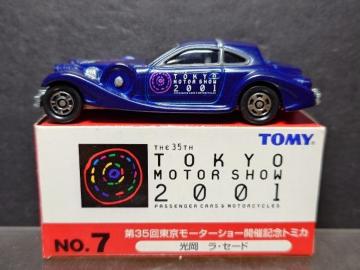 TOKYO
MOTOR SHOW
2001
THE 35TH
TOMY
TOKYO
MOTOR SHOW
2001
PASSENGER CARS & MOTORCYCLES
NO.7
第35回東京モーターショー開催記念トミカ
光岡 ラ・セード